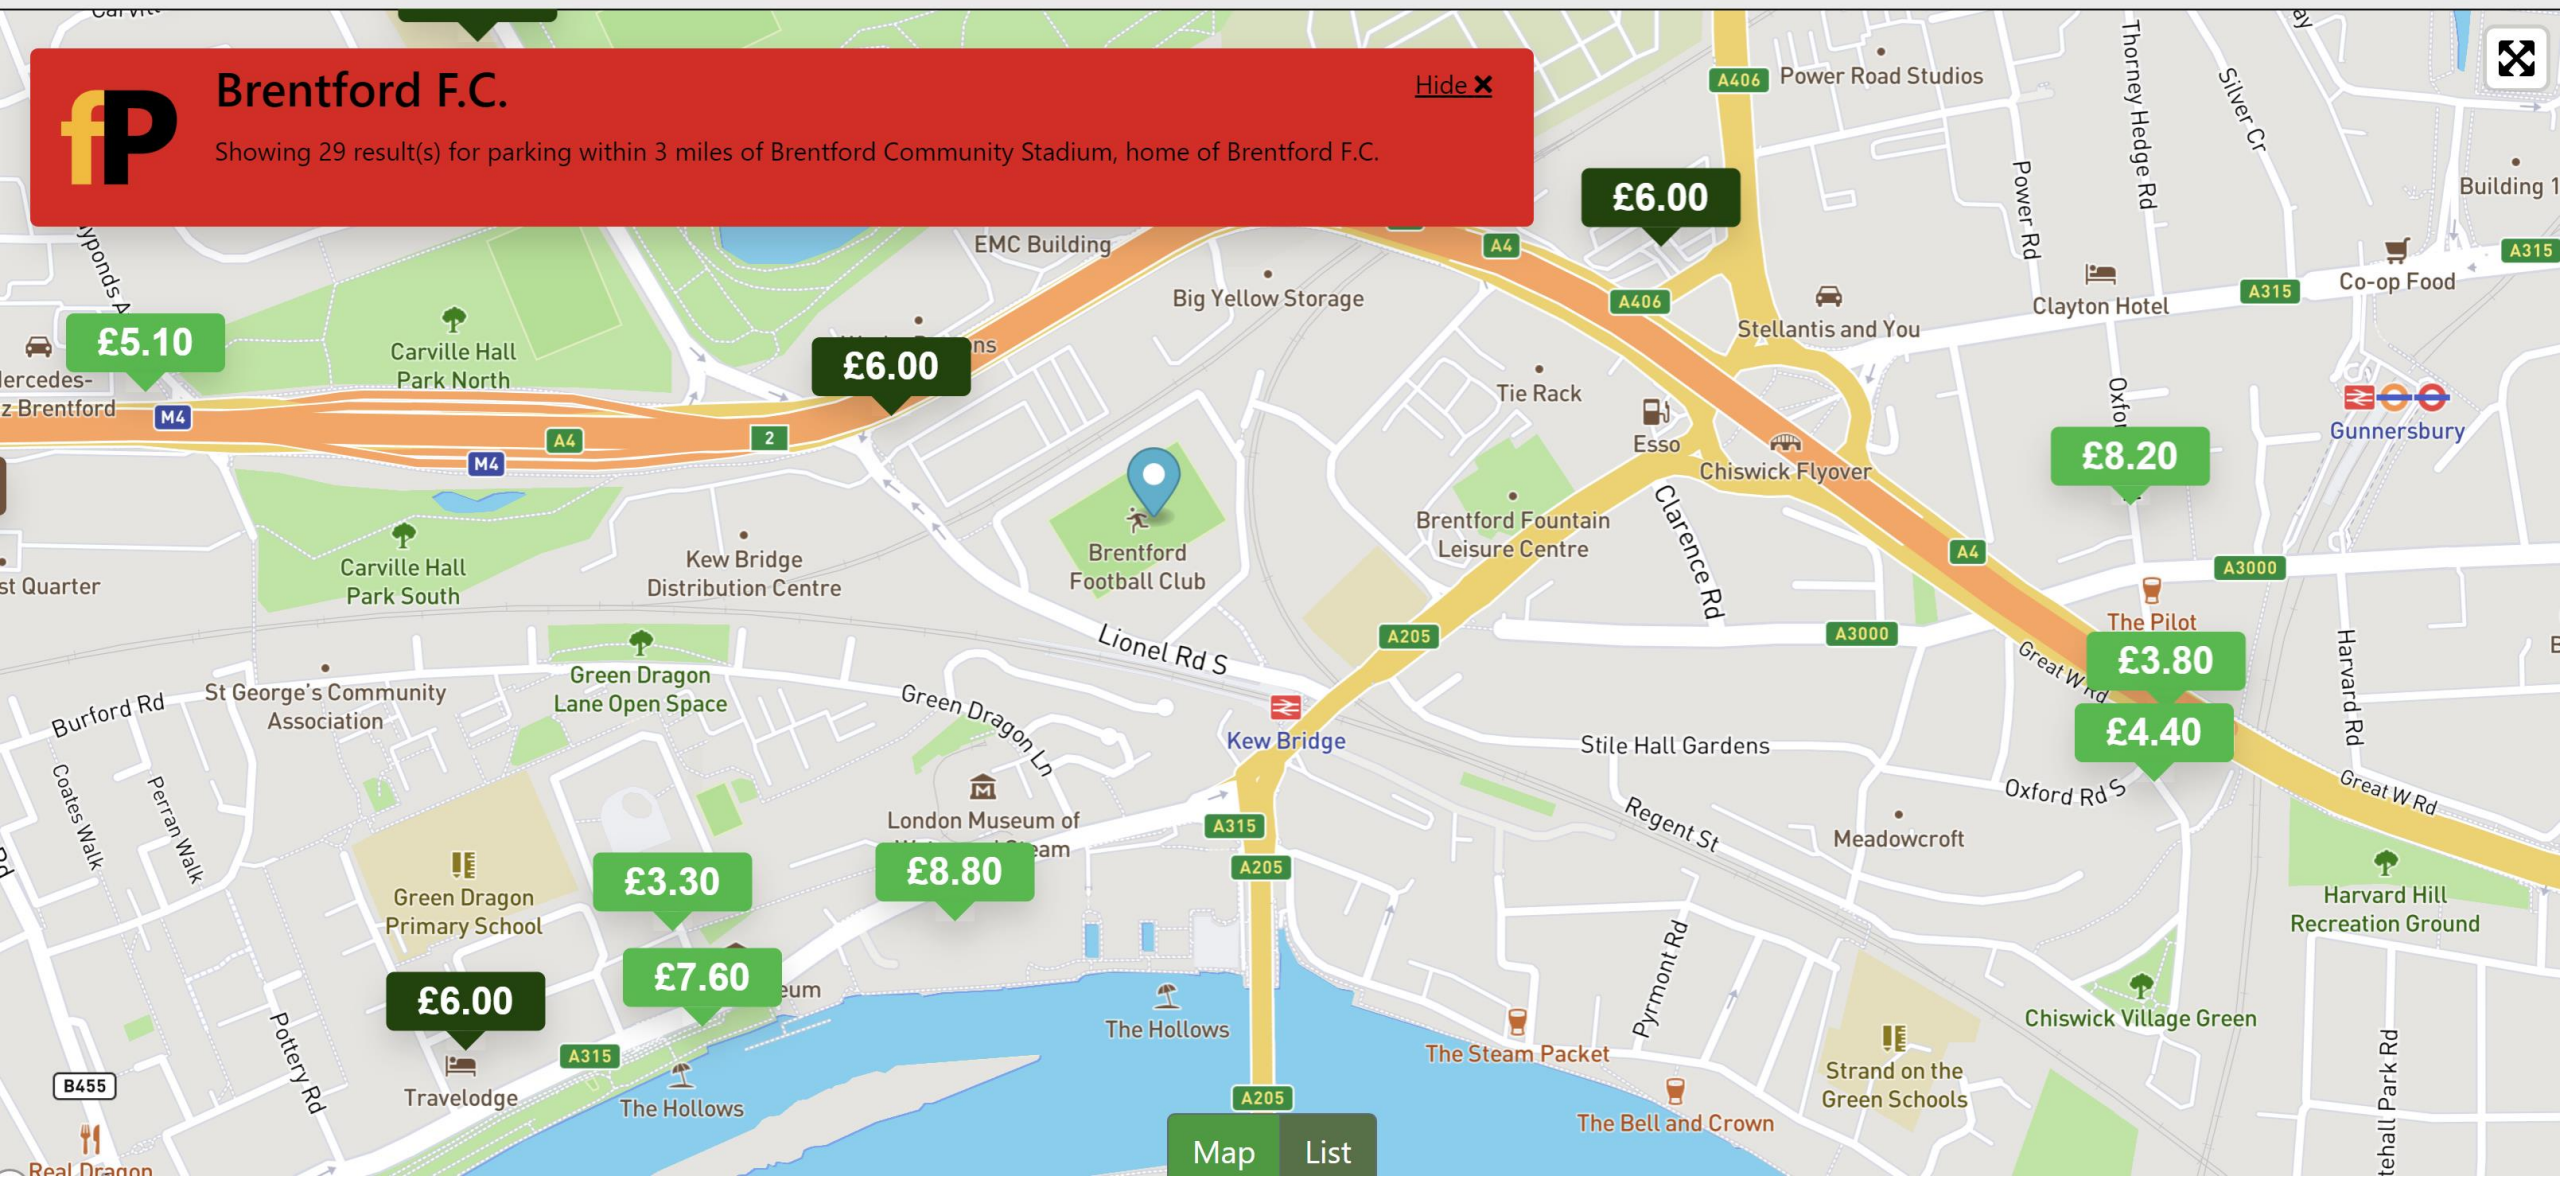 fP
Brentford F.C.
Hide
Showing 29 result(s) for parking within 3 miles of Brentford Community Stadium, home of Brentford F.C.
A406
Power Road Studios
Thorney Hedge Rd
Silver Cr
Power Rd
Building 1
£6.00
A315
EMC Building
A4
Big Yellow Storage
A406
Clayton Hotel
A315
Co-op Food
Stellantis and You
£5.10
Carville Hall
Park North
£6.00
z Brentford
M4
A4
2
M4
Tie Rack
Esso
Chiswick Flyover
Gunnersbury
£8.20
Brentford Fountain
Leisure Centre
Clarence Rd
Brentford
Football Club
Kew Bridge
Distribution Centre
Carville Hall
Park South
st Quarter
A4
A3000
The Pilot
A205
A3000
£3.80
Great W Rd
£4.40
Harvard Rd
Lionel Rd S
Green Dragon
Lane Open Space
St George's Community
Association
Burford Rd
Green Dragon Ln
Kew Bridge
Stile Hall Gardens
Oxford Rd S
Great W Rd
Coates Walk
Perran Walk
London Museum of
A315
Regent St
Meadowcroft
A205
£8.80
£3.30
Green Dragon
Primary School
Harvard Hill
Recreation Ground
£7.60
£6.00
Pyrmont Rd
The Hollows
Chiswick Village Green
Pottery Rd
A315
The Steam Packet
Strand on the
Green Schools
B455
Travelodge
The Hollows
A205
The Bell and Crown
Map
List
Real Dragon
tehall Park Rd